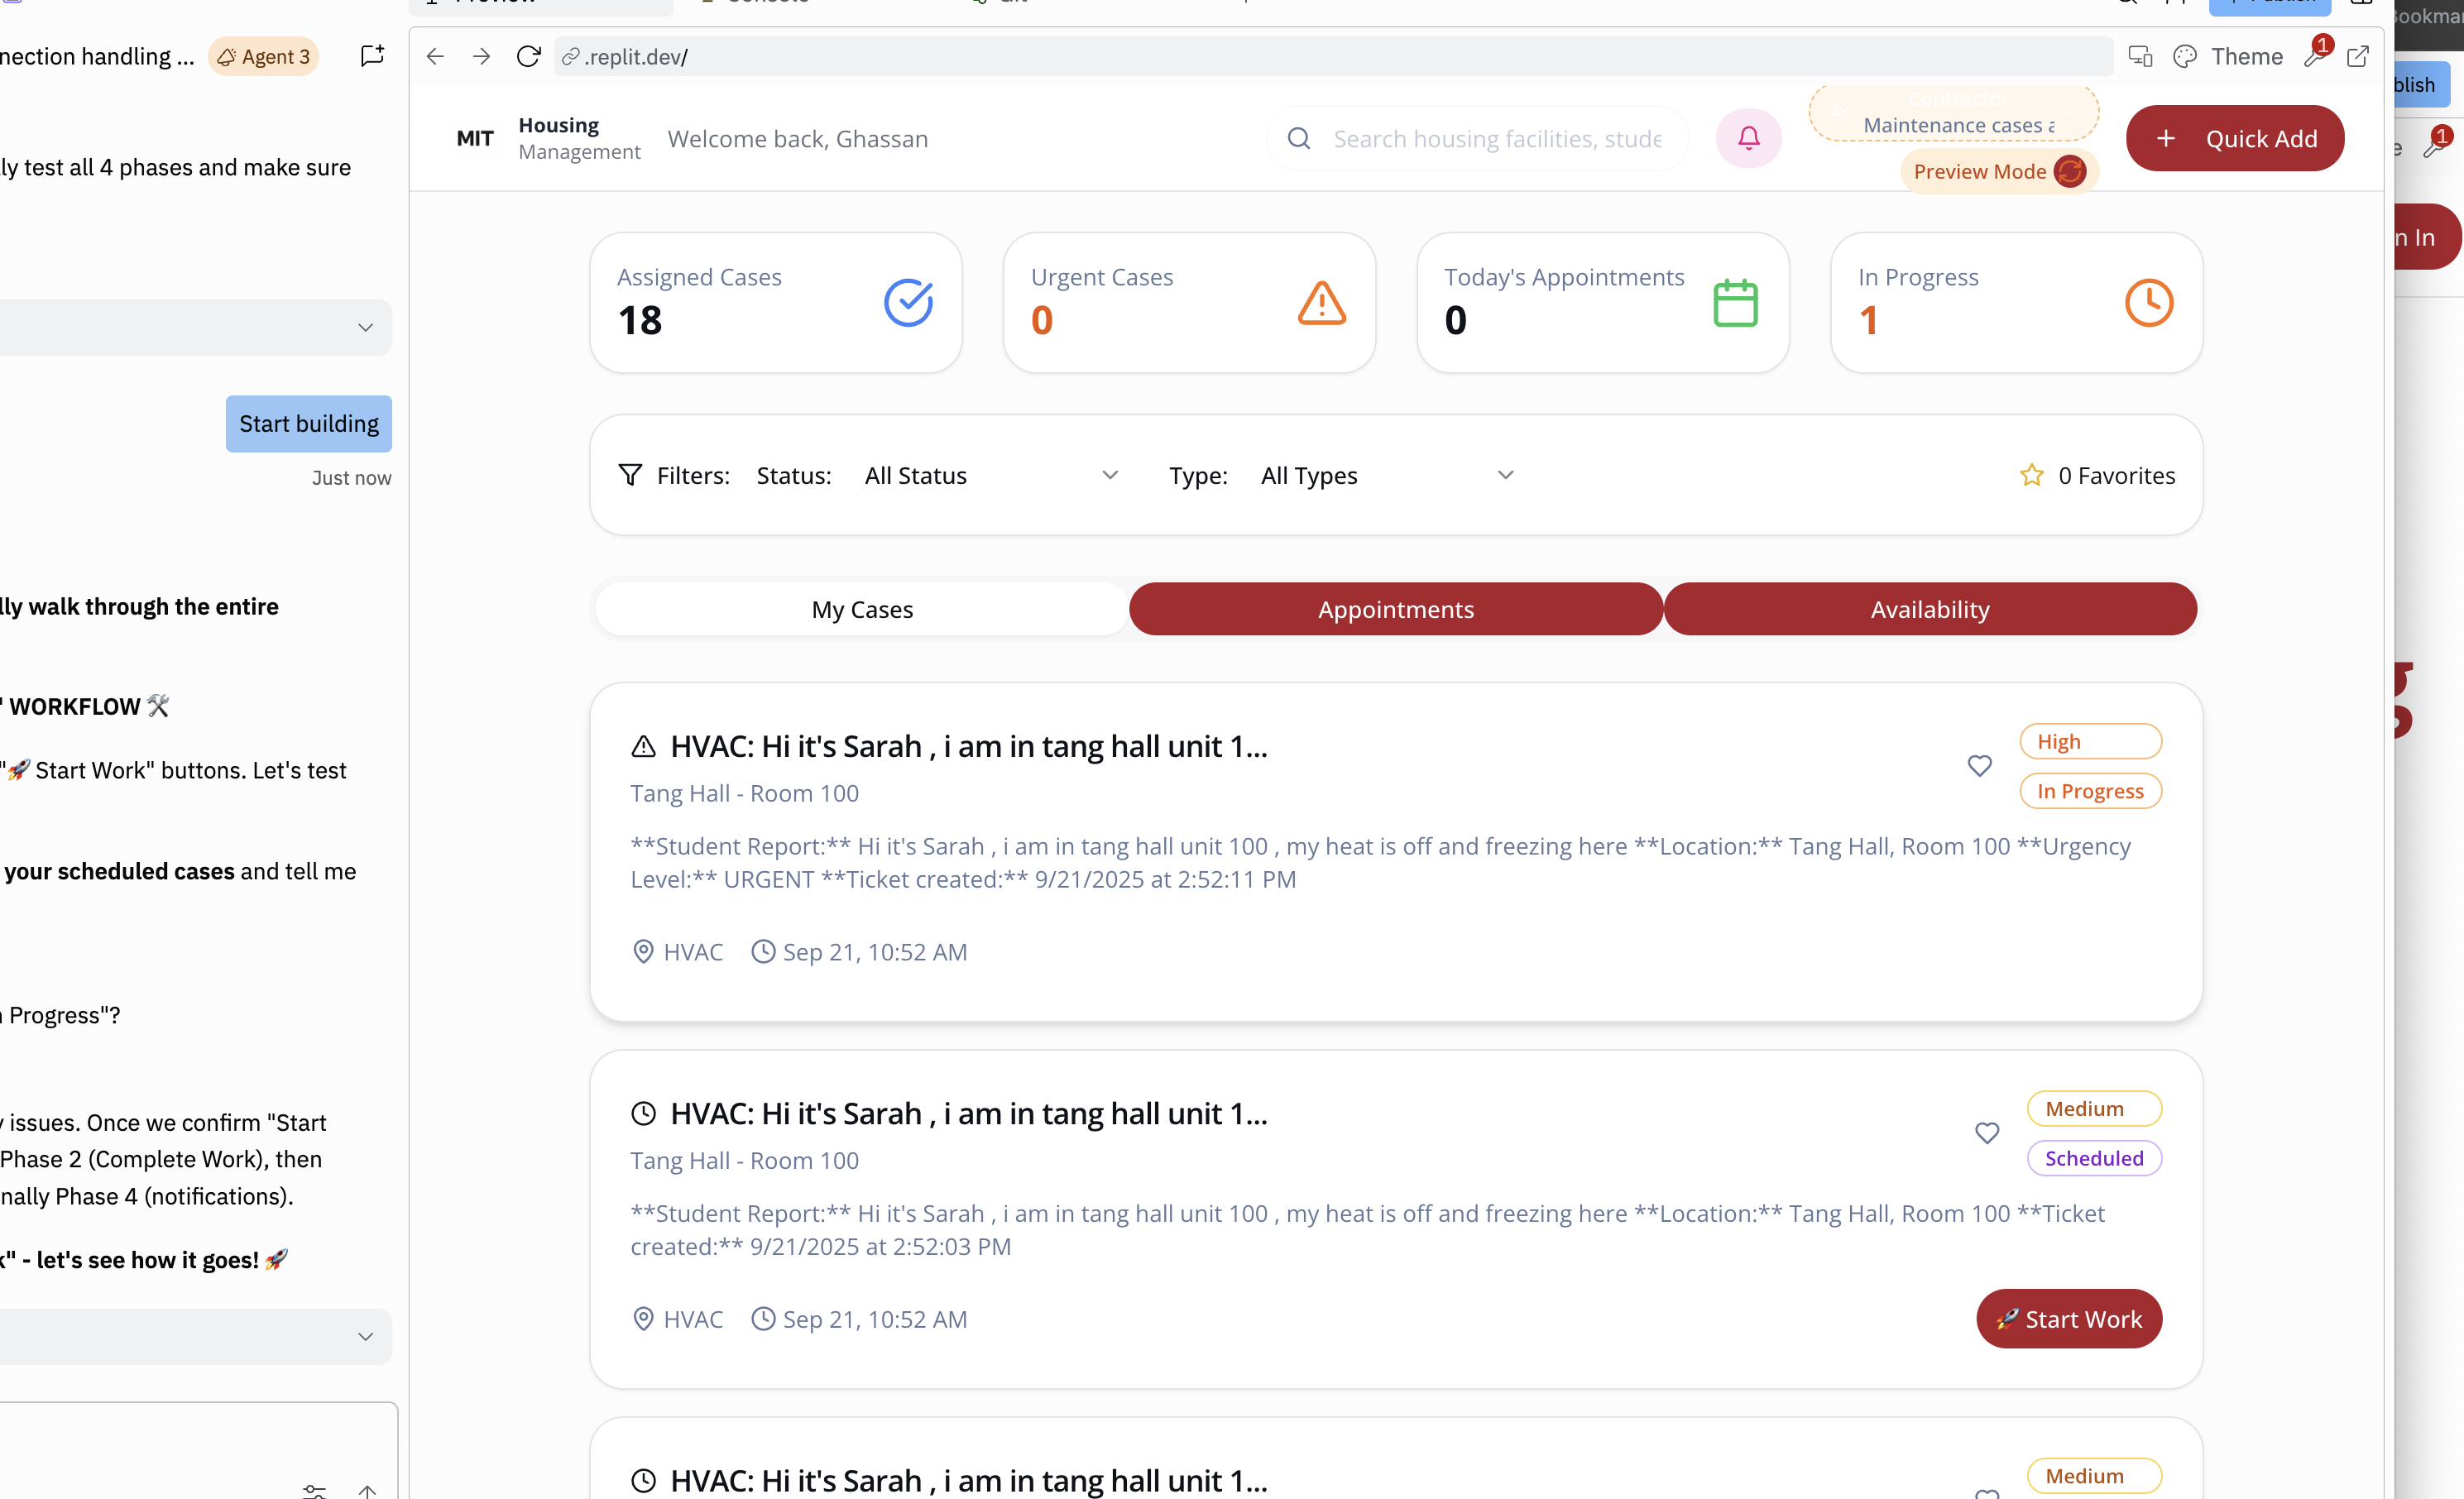 nection handling ...
Agent 3
ly test all 4 phases and make sure
Start building
Just now
lly walk through the entire
" WORKFLOW 🛠️
"🚀 Start Work" buttons. Let's test
your scheduled cases and tell me
Progress"?
issues. Once we confirm "Start
Phase 2 (Complete Work), then
nally Phase 4 (notifications).
" - let's see how it goes! 🚀
Preview
.replit.dev/
Theme
1
MIT
Housing
Management
Welcome back, Ghassan
Search housing facilities, stude
Contractor
Maintenance cases a
Preview Mode
+ Quick Add
Assigned Cases
18
Urgent Cases
0
Today's Appointments
0
In Progress
1
Filters: Status: All Status Type: All Types
0 Favorites
My Cases
Appointments
Availability
HVAC: Hi it's Sarah , i am in tang hall unit 1...
High
Tang Hall - Room 100
In Progress
**Student Report:** Hi it's Sarah , i am in tang hall unit 100 , my heat is off and freezing here **Location:** Tang Hall, Room 100 **Urgency
Level:** URGENT **Ticket created:** 9/21/2025 at 2:52:11 PM
HVAC Sep 21, 10:52 AM
HVAC: Hi it's Sarah , i am in tang hall unit 1...
Medium
Tang Hall - Room 100
Scheduled
**Student Report:** Hi it's Sarah , i am in tang hall unit 100 , my heat is off and freezing here **Location:** Tang Hall, Room 100 **Ticket
created:** 9/21/2025 at 2:52:03 PM
HVAC Sep 21, 10:52 AM
🚀 Start Work
HVAC: Hi it's Sarah , i am in tang hall unit 1...
Medium
Bookmar
blish
e
1
n In
g